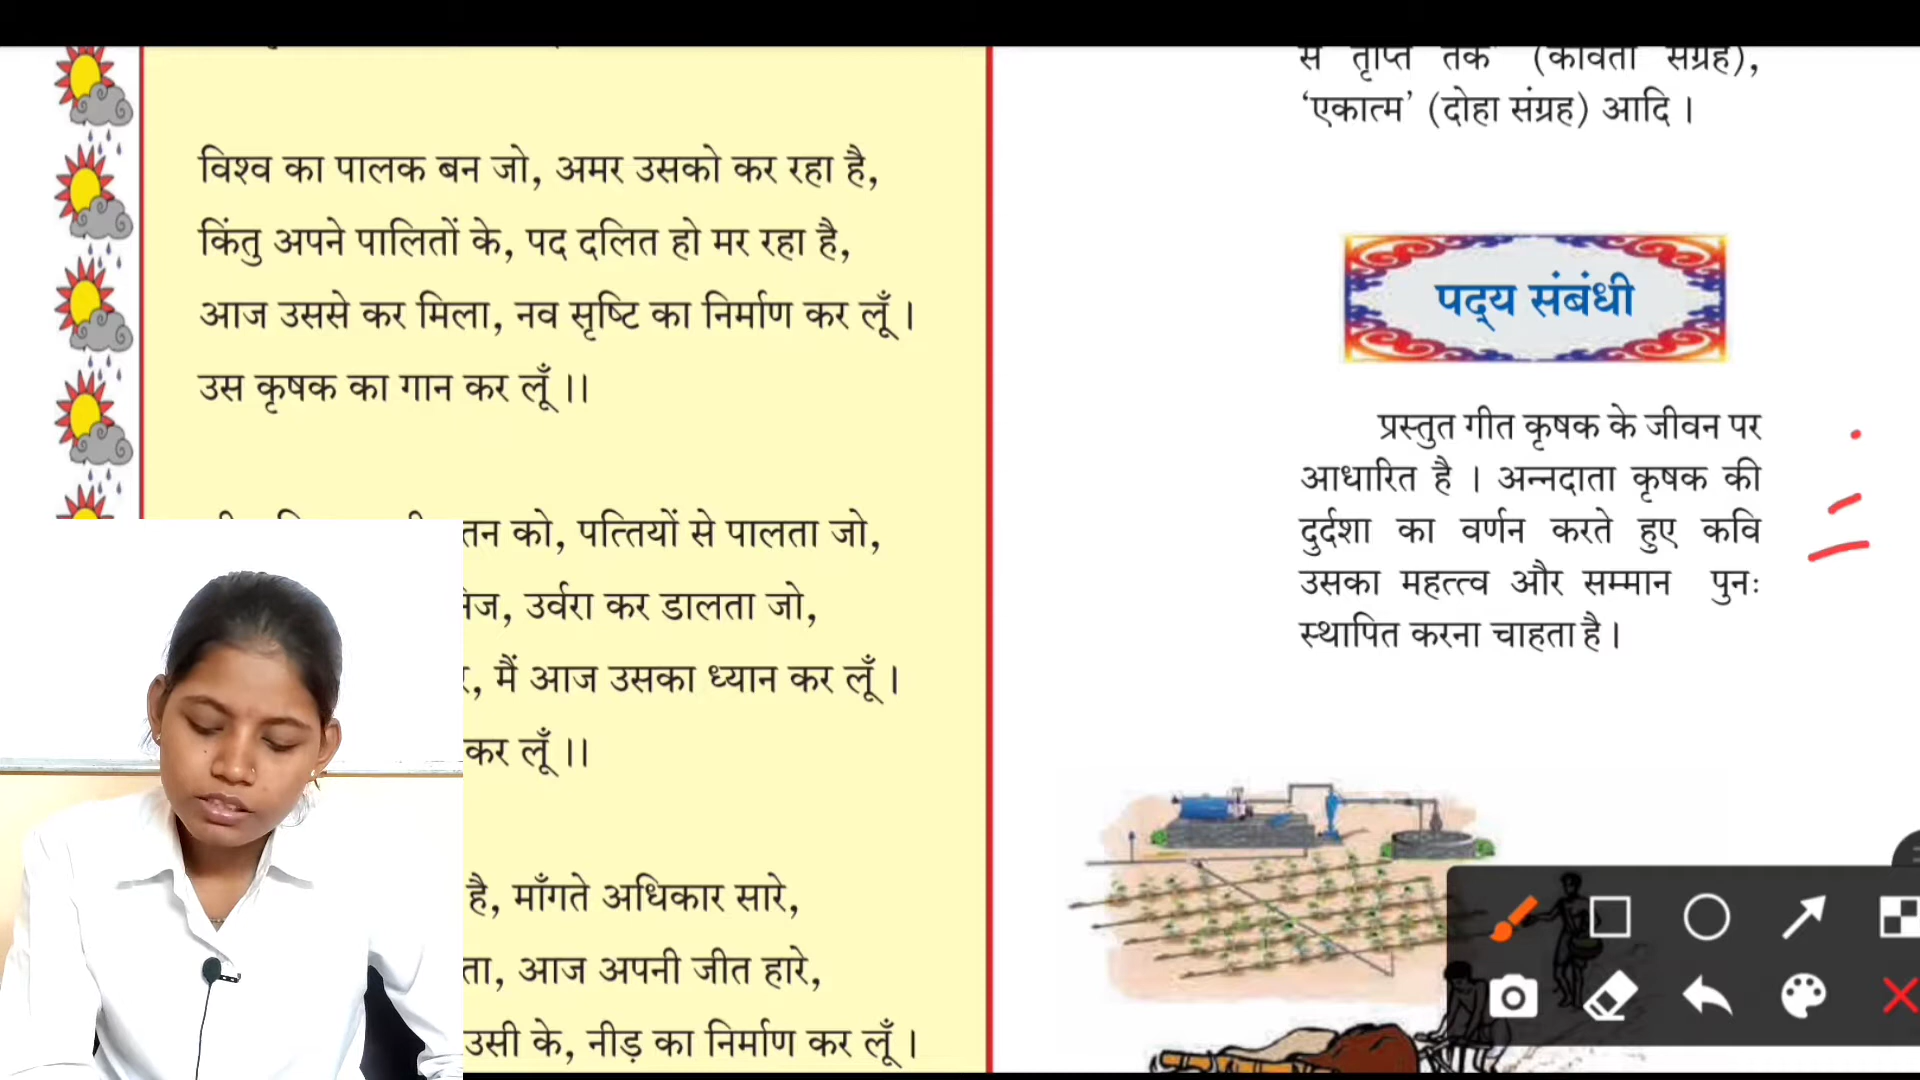 विश्व का पालक बन जो, अमर उसको कर रहा है,
किंतु अपने पालितों के, पद दलित हो मर रहा है,
आज उससे कर मिला, नव सृष्टि का निर्माण कर लूँ ।
उस कृषक का गान कर लूँ ।।
तन को, पत्तियों से पालता जो,
उर्वरा कर डालता जो,
मैं आज उसका ध्यान कर लूँ ।
कर लूँ ।।
है, माँगते अधिकार सारे,
आज अपनी जीत हारे,
उसी के, नीड़ का निर्माण कर लूँ ।
से तृप्ति तक (कविता संग्रह),
‘एकात्म’ (दोहा संग्रह) आदि ।
पद्‌य संबंधी
प्रस्तुत गीत कृषक के जीवन पर
आधारित है । अन्नदाता कृषक की
दुर्दशा का वर्णन करते हुए कवि
उसका महत्त्व और सम्मान पुनः
स्थापित करना चाहता है ।